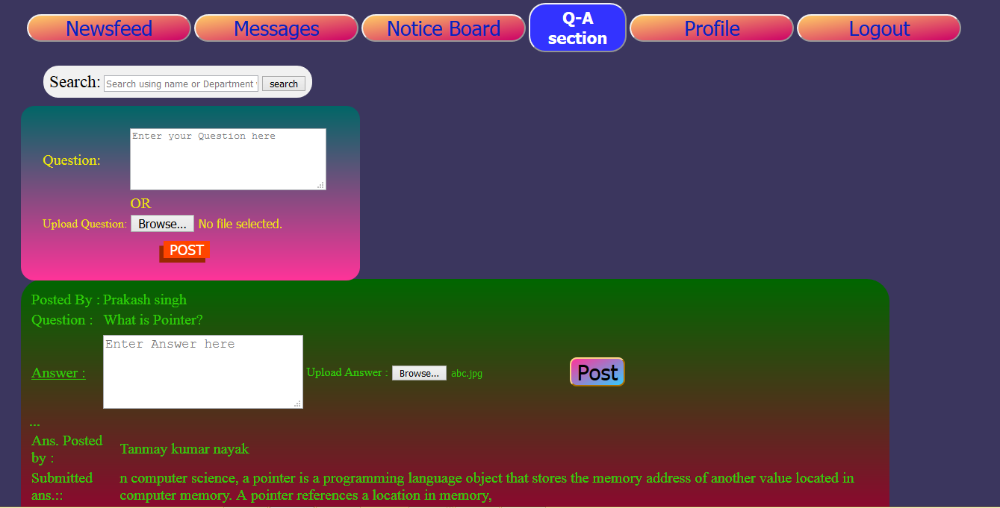 Newsfeed Messages Notice Board Q-A section Profile Logout
Search: Search using name or Department search
Question: Enter your Question here
OR
Upload Question: Browse... No file selected.
POST
Posted By : Prakash singh
Question : What is Pointer?
Answer : Enter Answer here Upload Answer : Browse... abc.jpg Post
...
Ans. Posted by : Tanmay kumar nayak
Submitted ans.:: n computer science, a pointer is a programming language object that stores the memory address of another value located in
computer memory. A pointer references a location in memory,